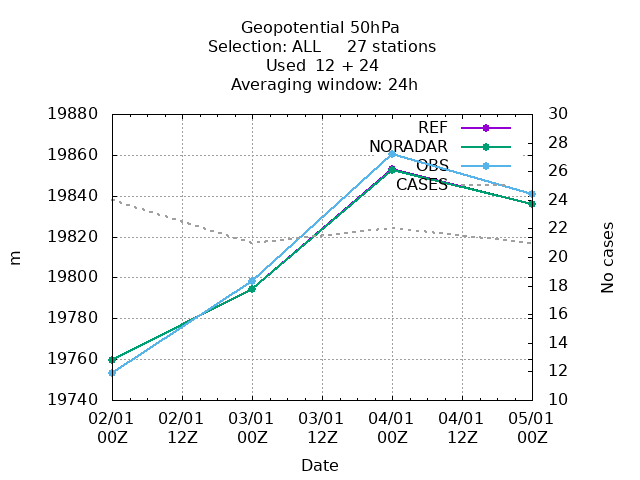 Geopotential 50hPa
Selection: ALL     27 stations
Used  12 + 24
Averaging window: 24h
REF
NORADAR
OBS
CASES
19880
19860
19840
19820
19800
19780
19760
19740
m
30
28
26
24
22
20
18
16
14
12
10
No cases
02/01 02/01 03/01 03/01 04/01 04/01 05/01
00Z 12Z 00Z 12Z 00Z 12Z 00Z
Date